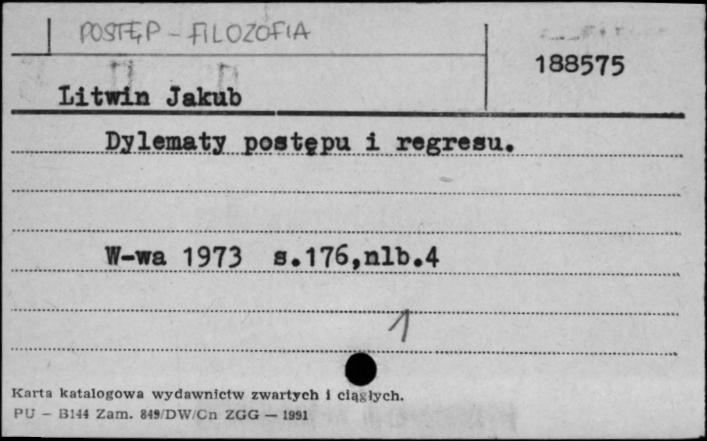 POSTĘP - FILOZOFIA
188575
Litwin Jakub
Dylematy postępu i regresu.
W-wa 1973 s.176,nlb.4
1
Karta katalogowa wydawnictw zwartych i ciągłych.
PU — B144 Zam. 849/DW/Cn ZGG — 1991